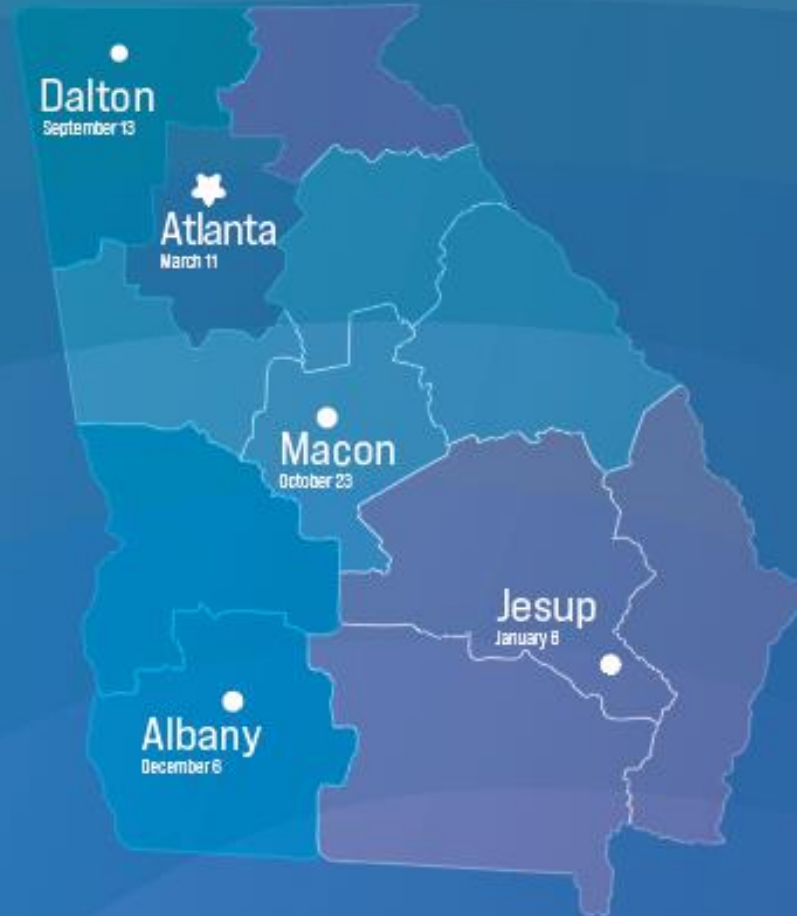 Dalton
September 13
Atlanta
March 11
Macon
October 23
Jesup
January 8
Albany
December 6